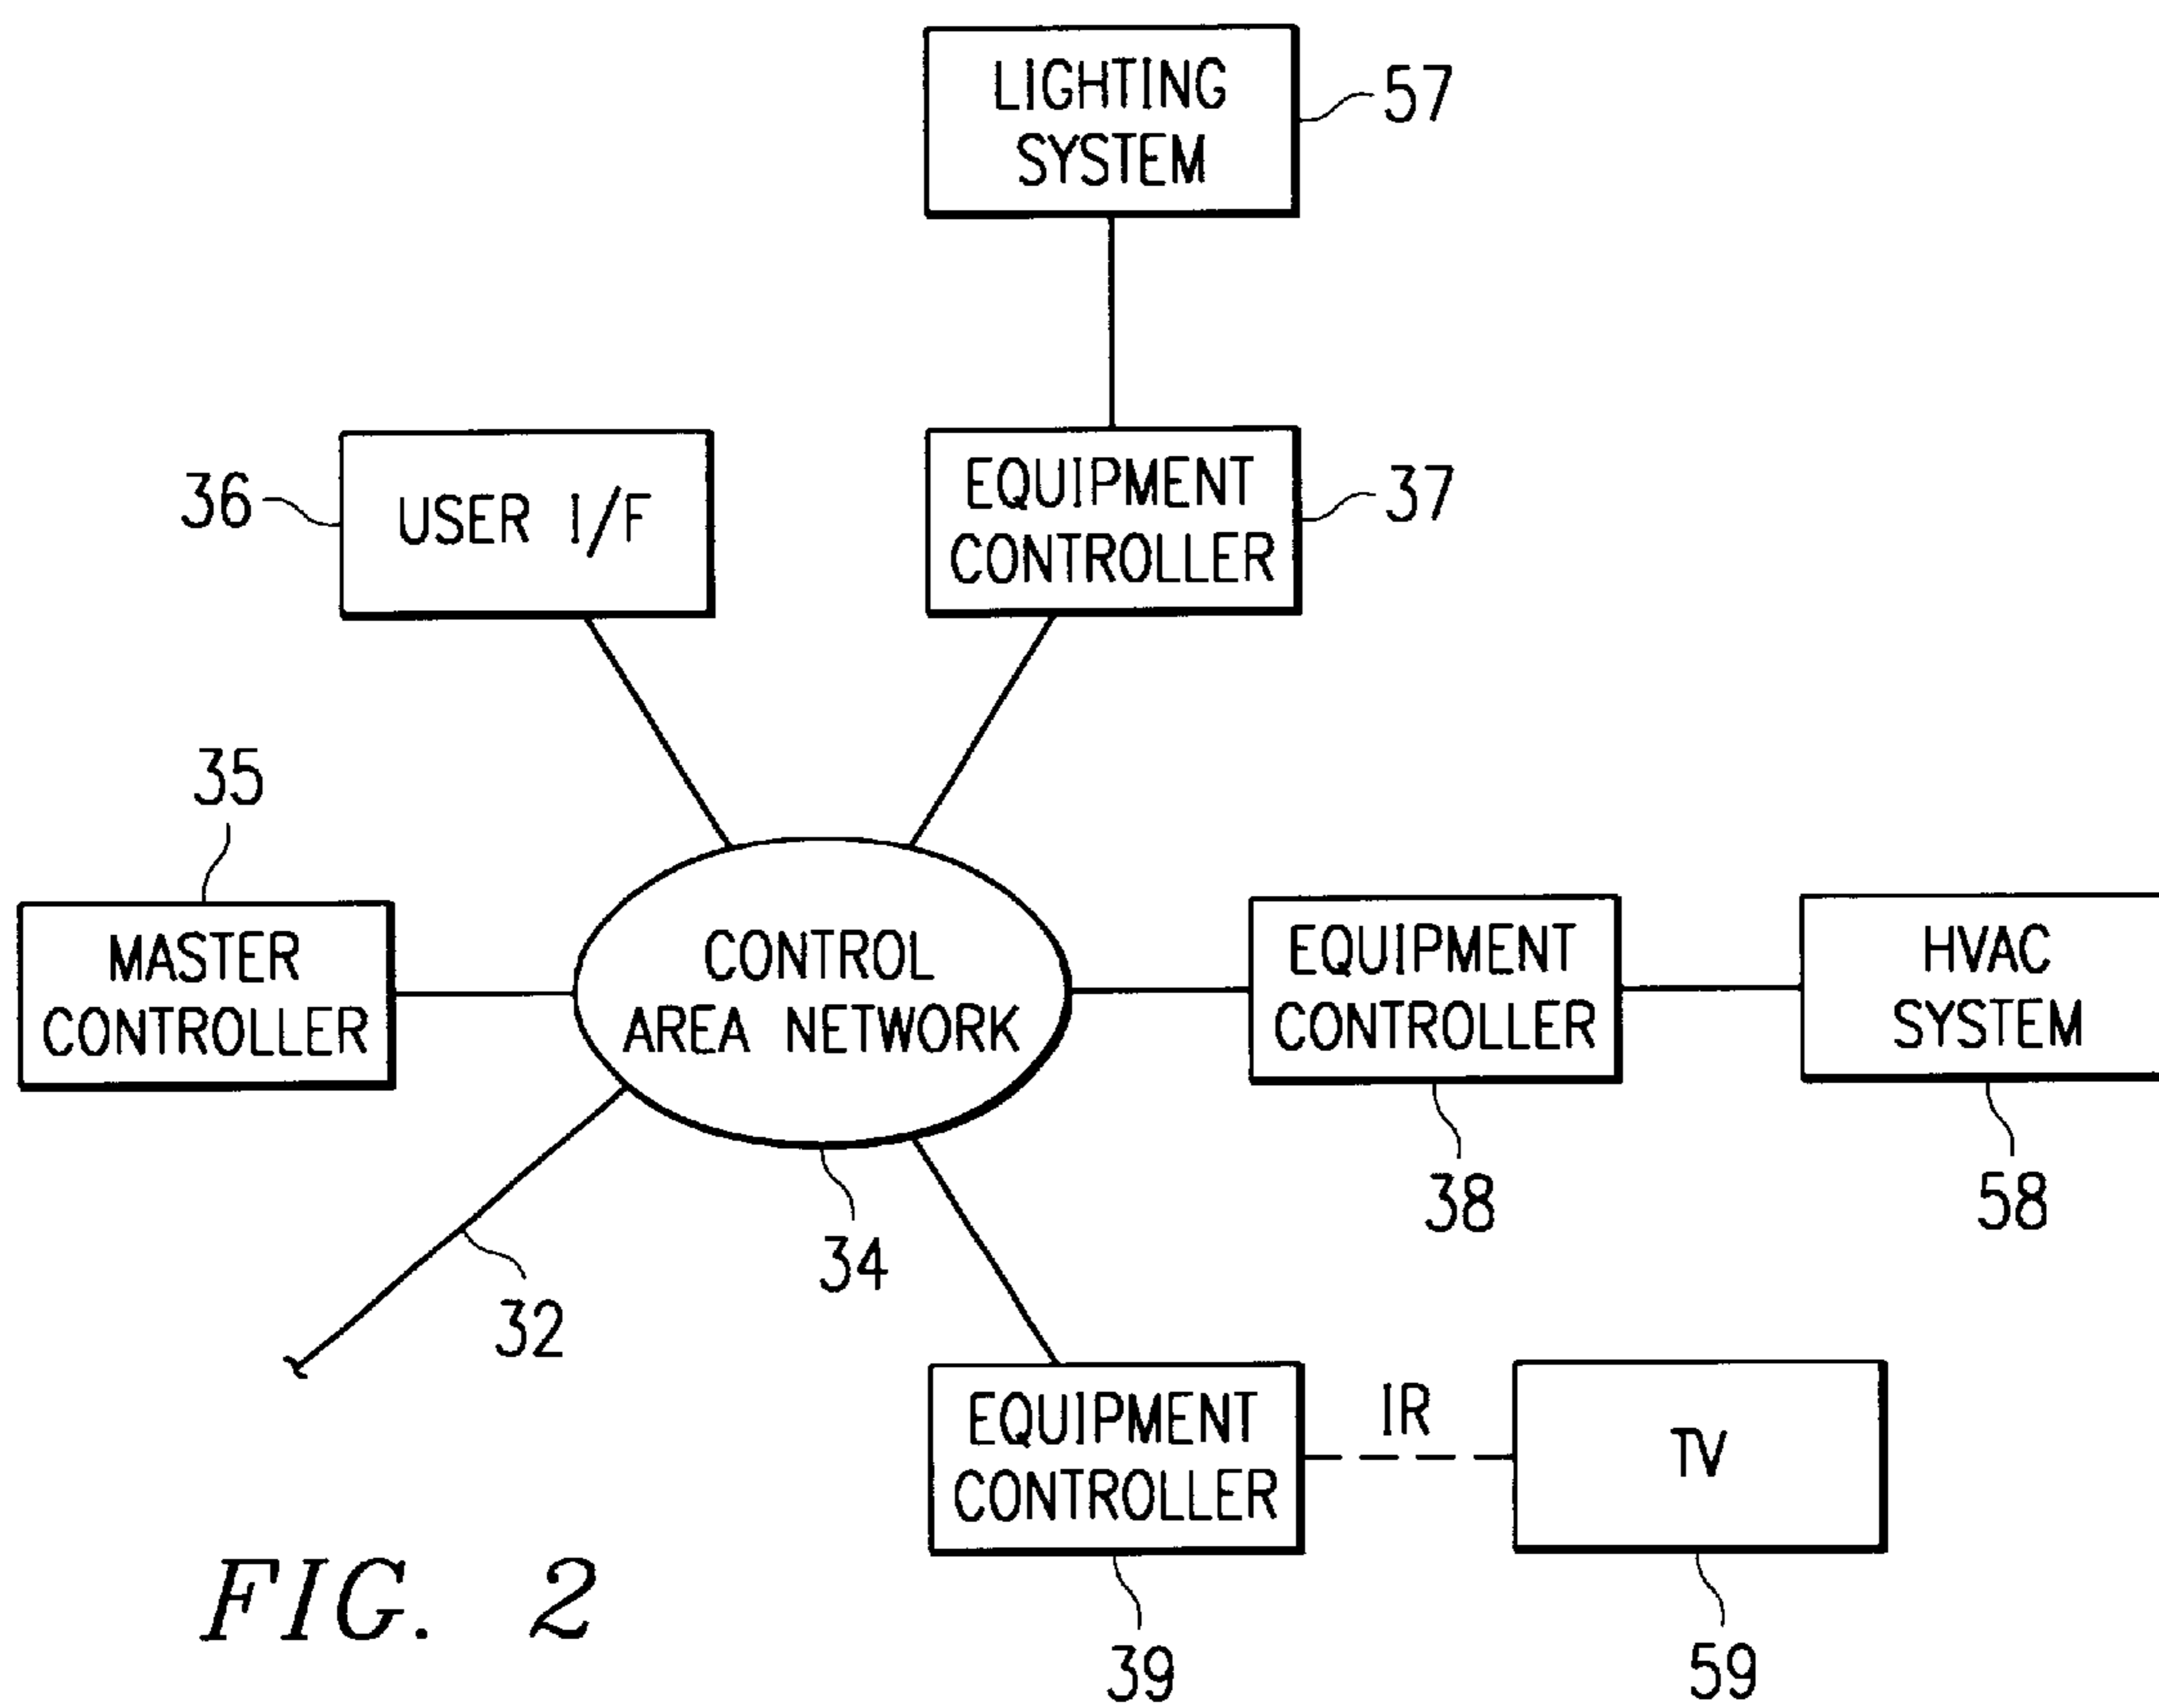 LIGHTING
SYSTEM
57
36
USER I/F
EQUIPMENT
CONTROLLER
37
35
MASTER
CONTROLLER
CONTROL
AREA NETWORK
EQUIPMENT
CONTROLLER
HVAC
SYSTEM
38
58
34
32
EQUIPMENT
CONTROLLER
IR
TV
39
59
FIG. 2